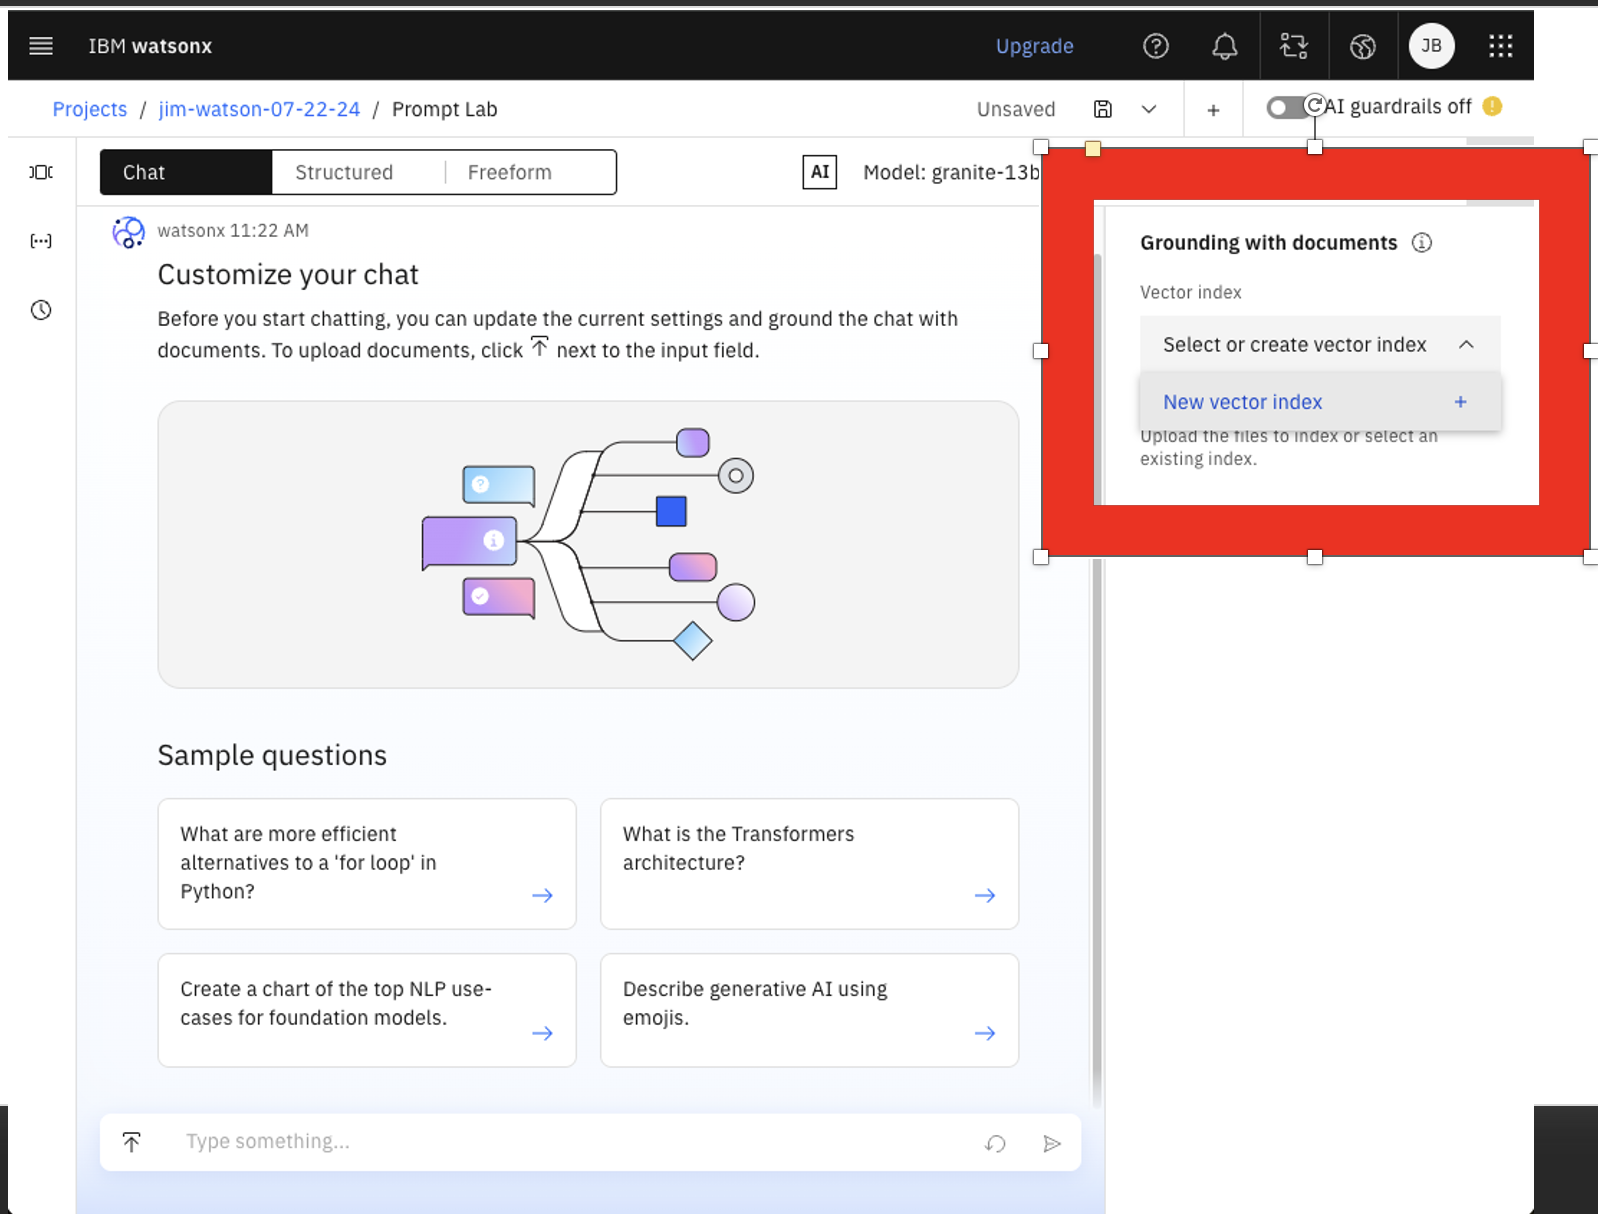 IBM watsonx
Upgrade
JB
Projects / jim-watson-07-22-24 / Prompt Lab
Unsaved
AI guardrails off
Chat
Structured
Freeform
AI
Model: granite-13b
watsonx 11:22 AM
Customize your chat
Before you start chatting, you can update the current settings and ground the chat with
documents. To upload documents, click next to the input field.
Grounding with documents
Vector index
Select or create vector index
New vector index +
Upload the files to index or select an
existing index.
Sample questions
What are more efficient
alternatives to a 'for loop' in
Python?
What is the Transformers
architecture?
Create a chart of the top NLP use-
cases for foundation models.
Describe generative AI using
emojis.
Type something...